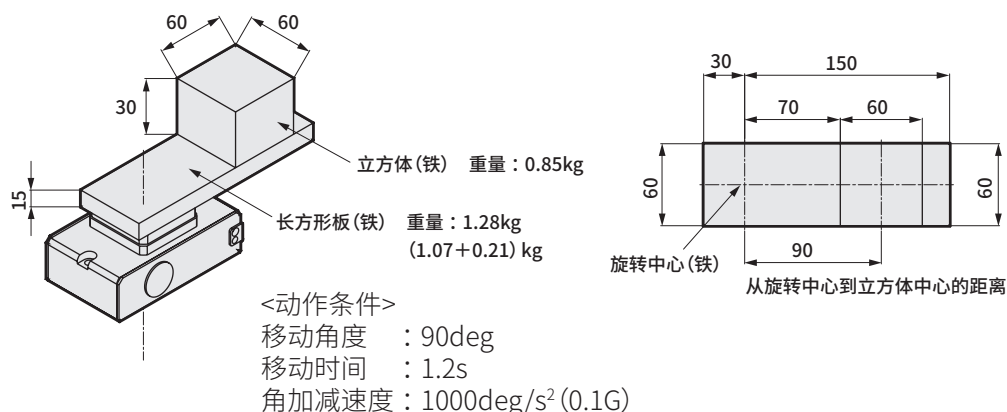 60
60
30
15
立方体(铁) 重量:0.85kg
长方形板(铁) 重量:1.28kg
(1.07+0.21) kg
30
150
70
60
60
60
旋转中心(铁)
90
从旋转中心到立方体中心的距离
<动作条件>
移动角度 :90deg
移动时间 :1.2s
角加减速度:1000deg/s²(0.1G)